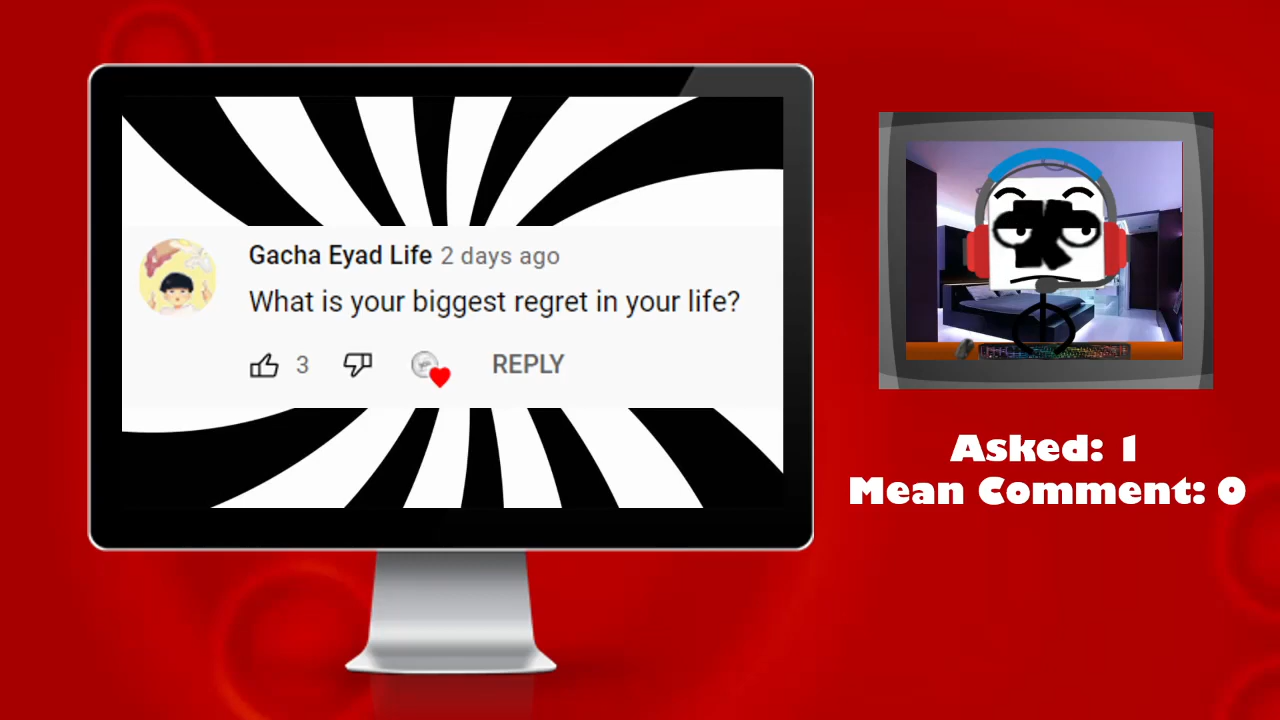 Gacha Eyad Life 2 days ago
What is your biggest regret in your life?
3 REPLY
Asked: 1
Mean Comment: 0